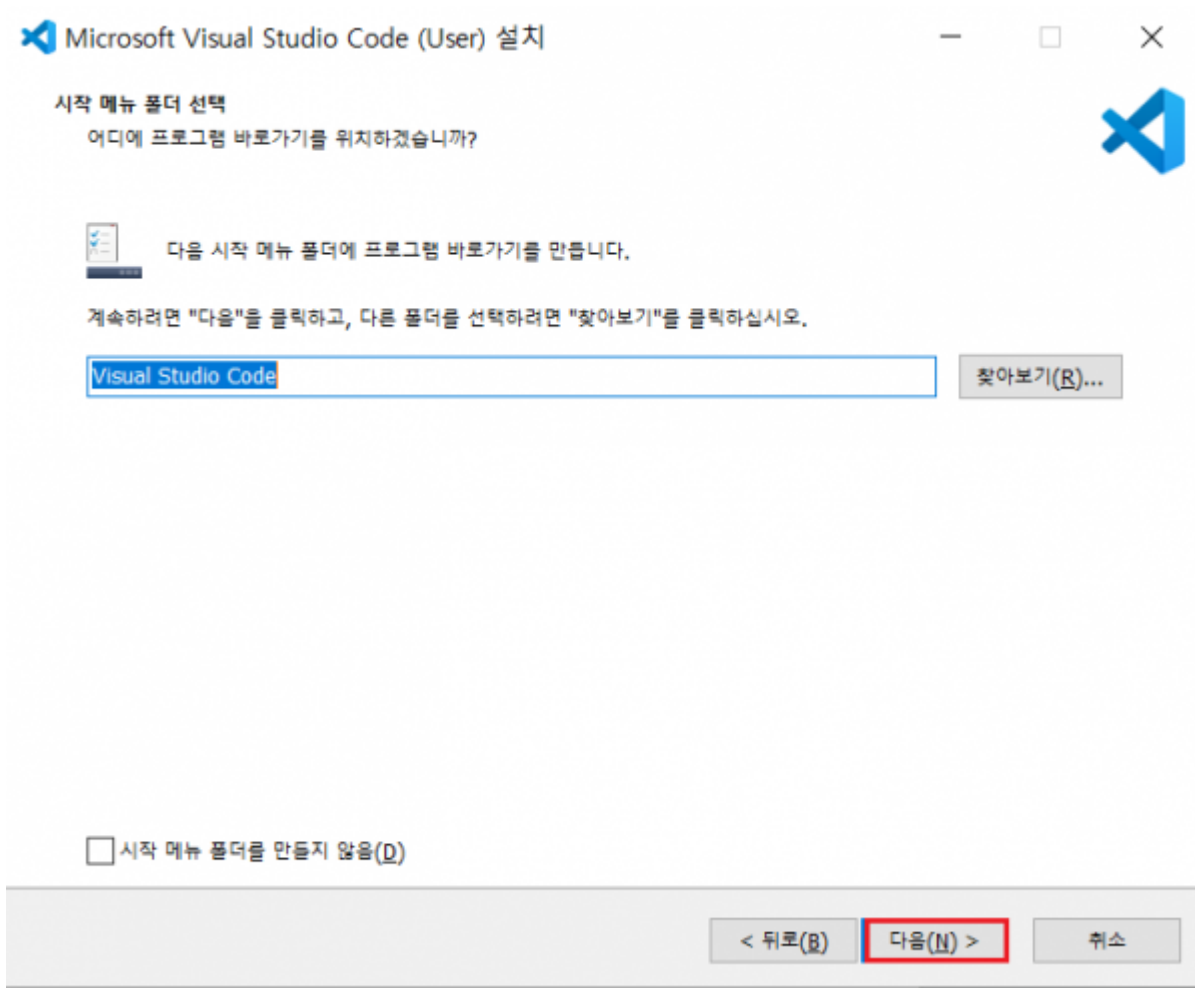 Microsoft Visual Studio Code (User) 설치
시작 메뉴 폴더 선택
어디에 프로그램 바로가기를 위치하겠습니까?
다음 시작 메뉴 폴더에 프로그램 바로가기를 만듭니다.
계속하려면 "다음"을 클릭하고, 다른 폴더를 선택하려면 "찾아보기"를 클릭하십시오.
Visual Studio Code
찾아보기(R)...
시작 메뉴 폴더를 만들지 않음(D)
< 뒤로(B) 다음(N) > 취소